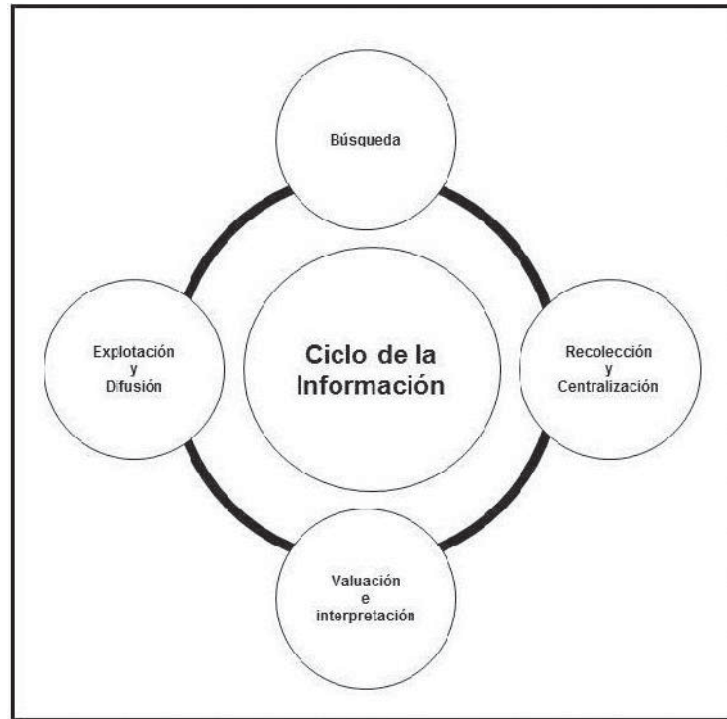 Búsqueda
Explotación
y
Difusión
Ciclo de la
Información
Recolección
y
Centralización
Valuación
e
interpretación